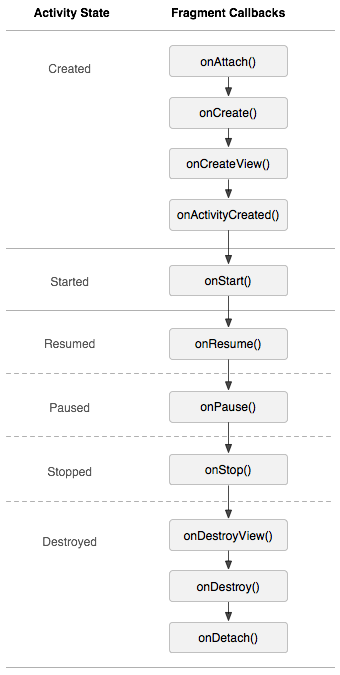 Activity State Fragment Callbacks
Created
onAttach()
onCreate()
onCreateView()
onActivityCreated()
Started onStart()
Resumed onResume()
Paused onPause()
Stopped onStop()
Destroyed
onDestroyView()
onDestroy()
onDetach()